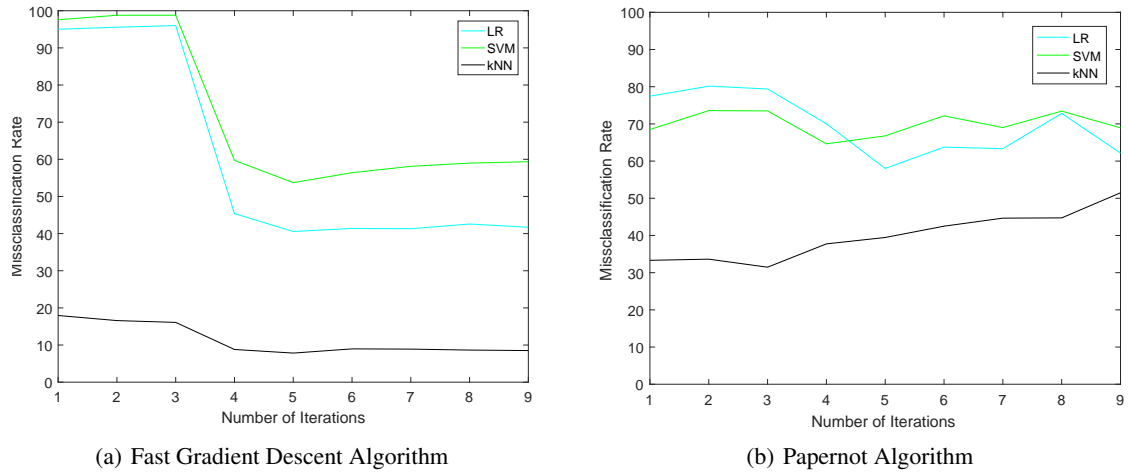 100
90
80
70
60
50
40
30
20
10
0
Missclassification Rate
LR
SVM
kNN
1 2 3 4 5 6 7 8 9
Number of Iterations
(a) Fast Gradient Descent Algorithm
100
90
80
70
60
50
40
30
20
10
0
Missclassification Rate
LR
SVM
kNN
1 2 3 4 5 6 7 8 9
Number of Iterations
(b) Papernot Algorithm